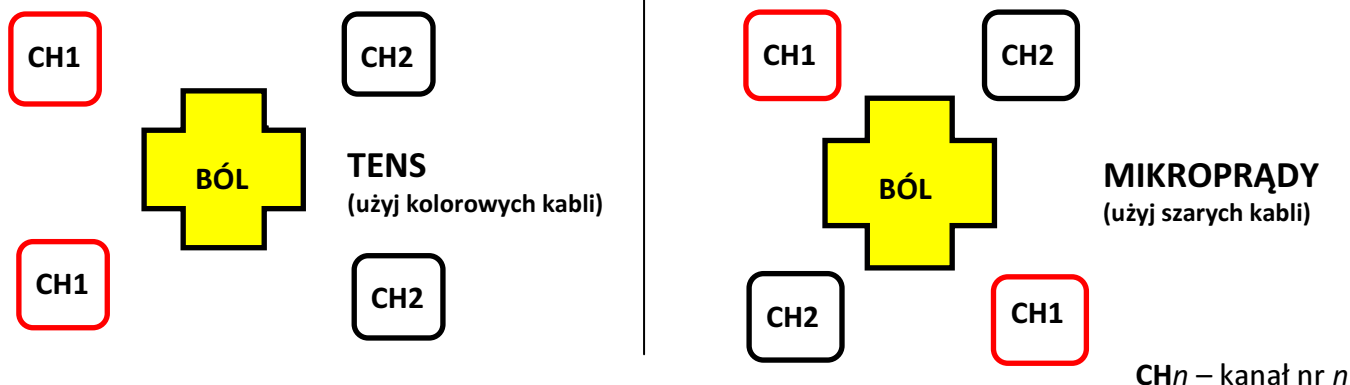 CH1
CH2
BÓL
TENS
(użyj kolorowych kabli)
CH1
CH2
CH1
CH2
BÓL
MIKROPRĄDY
(użyj szarych kabli)
CH2
CH1
CHn – kanał nr n